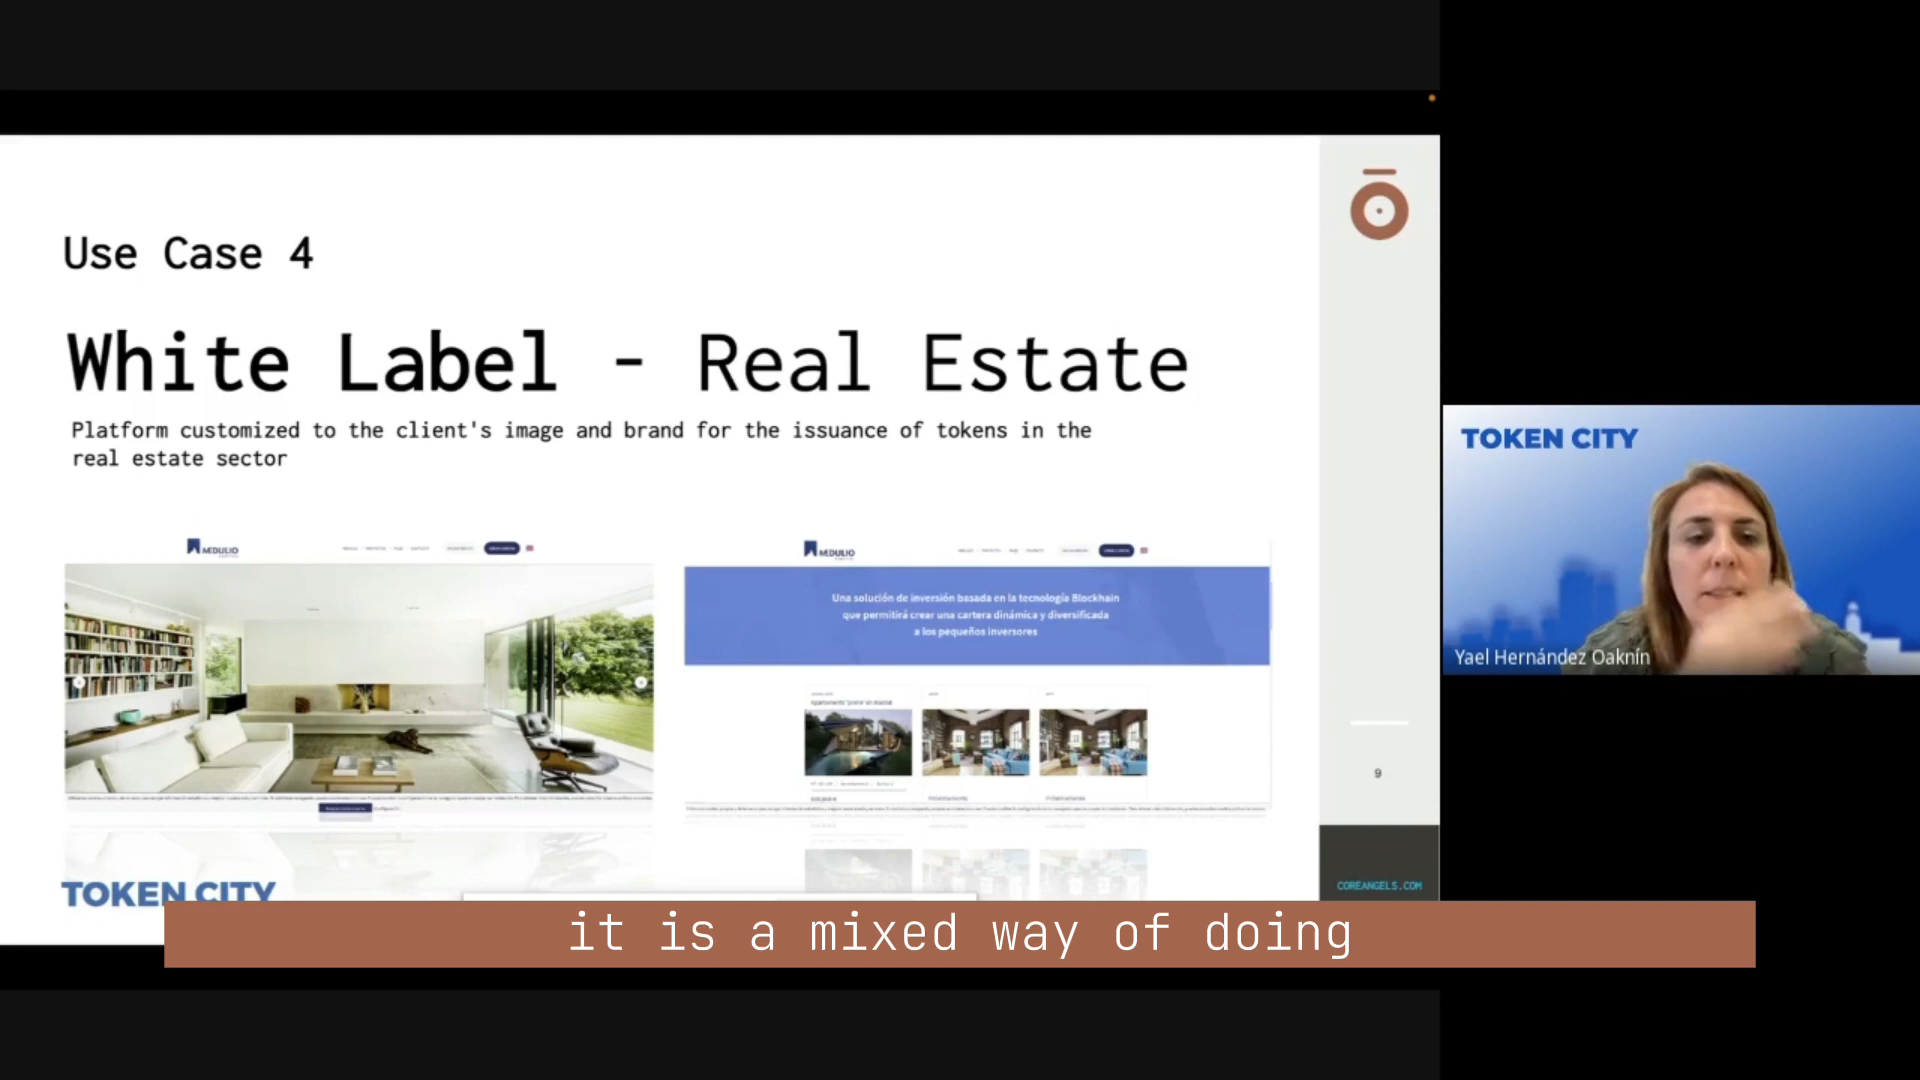 Use Case 4
White Label - Real Estate
Platform customized to the client's image and brand for the issuance of tokens in the
real estate sector
MEDULIO
MEDULIO
Una solución de inversión basada en la tecnología Blockhain
que permitirá crear una cartera dinámica y diversificada
a los pequeños inversores
TOKEN CITY
9
COREANGELS.COM
TOKEN CITY
Yael Hernández Oaknín
it is a mixed way of doing